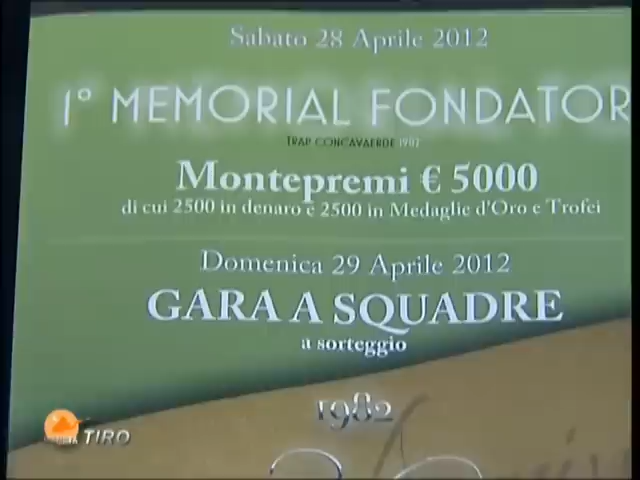 Sabato 28 Aprile 2012
1° MEMORIAL FONDATOR
TRAP CONCAVERDE 1982
Montepremi € 5000
di cui 2500 in denaro e 2500 in Medaglie d'Oro e Trofei
Domenica 29 Aprile 2012
GARA A SQUADRE
a sorteggio
1982
TIRO